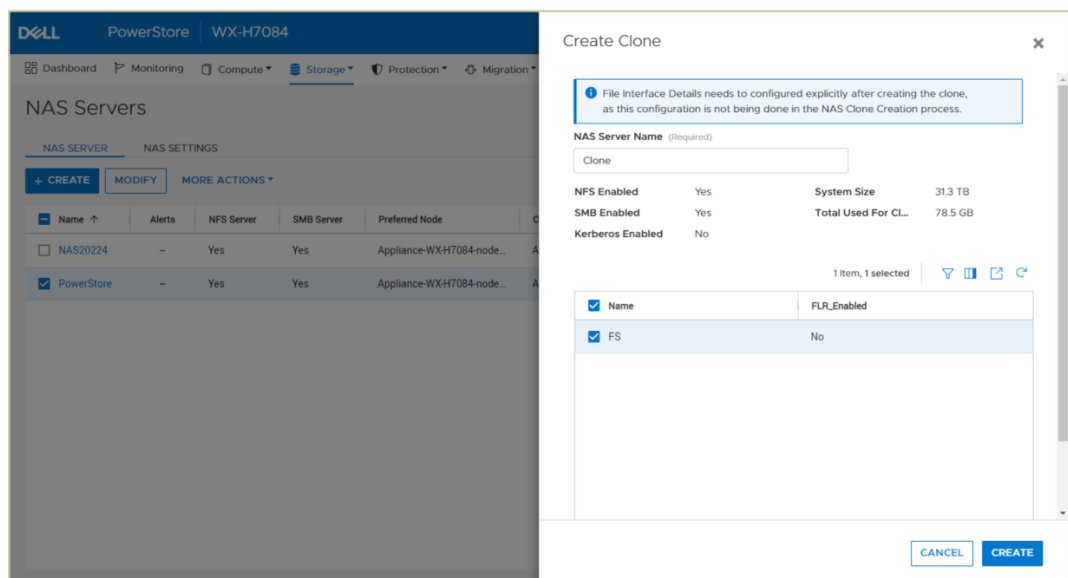 DELL
PowerStore
WX-H7084
Dashboard
Monitoring
Compute
Storage
Protection
Migration
NAS Servers
NAS SERVER
NAS SETTINGS
+ CREATE
MODIFY
MORE ACTIONS
Name ↑
Alerts
NFS Server
SMB Server
Preferred Node
C
NAS20224
–
Yes
Yes
Appliance-WX-H7084-node...
A
PowerStore
–
Yes
Yes
Appliance-WX-H7084-node...
A
Create Clone
File Interface Details needs to configured explicitly after creating the clone,
as this configuration is not being done in the NAS Clone Creation process.
NAS Server Name (Required)
Clone
NFS Enabled Yes System Size 31.3 TB
SMB Enabled Yes Total Used For Cl... 78.5 GB
Kerberos Enabled No
1 Item, 1 selected
Name FLR_Enabled
FS No
CANCEL
CREATE